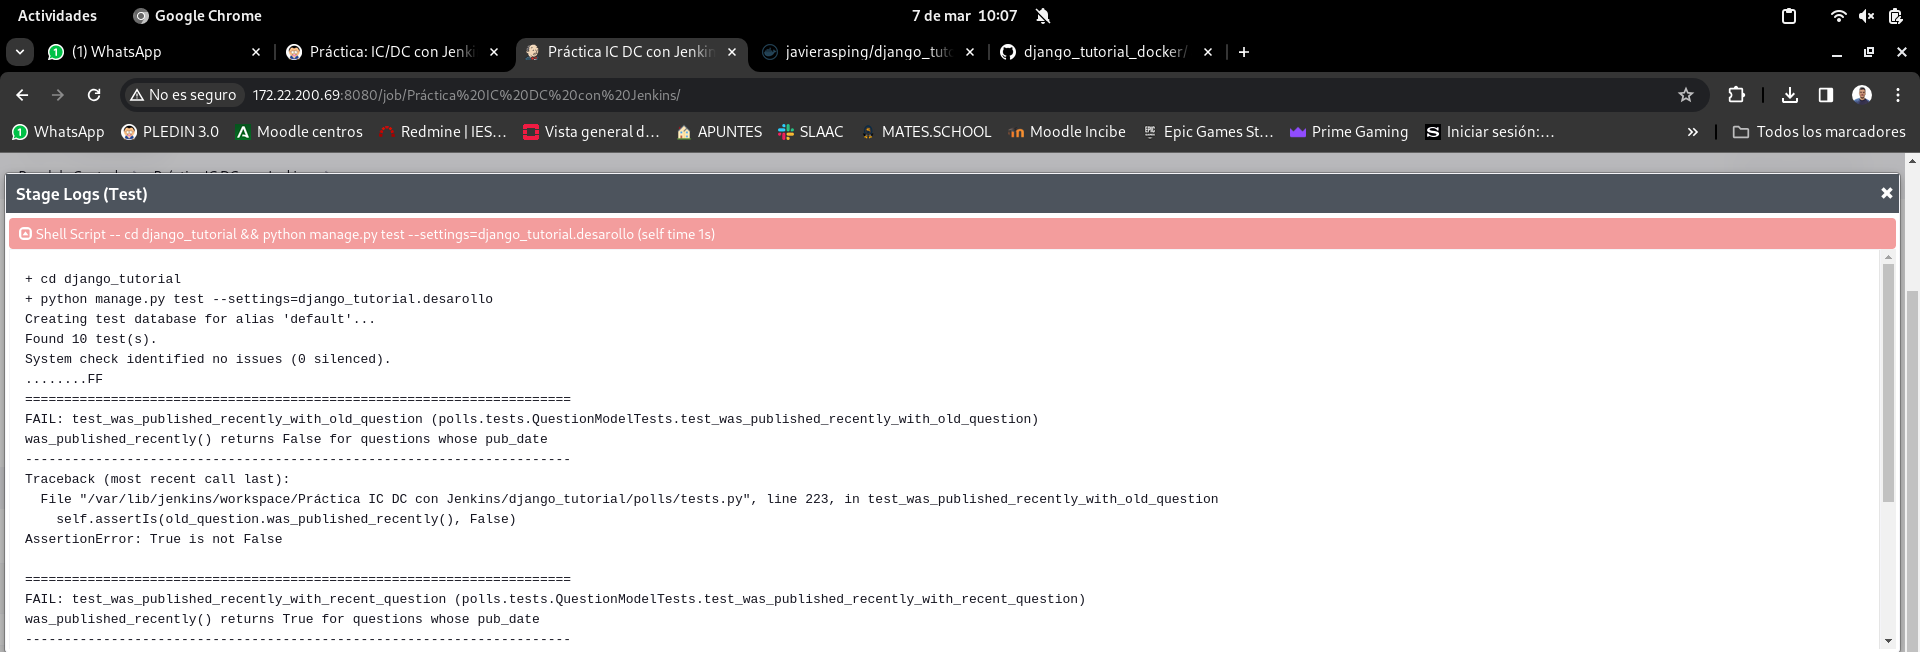 Actividades Google Chrome 7 de mar 10:07
(1) WhatsApp Práctica: IC/DC con Jenki Práctica IC DC con Jenkin javierasping/django_tuto django_tutorial_docker/
No es seguro 172.22.200.69:8080/job/Práctica%20IC%20DC%20con%20Jenkins/
WhatsApp PLEDIN 3.0 Moodle centros Redmine | IES... Vista general d... APUNTES SLAAC MATES.SCHOOL Moodle Incibe Epic Games St... Prime Gaming Iniciar sesión:... » Todos los marcadores
Stage Logs (Test)
Shell Script -- cd django_tutorial && python manage.py test --settings=django_tutorial.desarollo (self time 1s)
+ cd django_tutorial
+ python manage.py test --settings=django_tutorial.desarollo
Creating test database for alias 'default'...
Found 10 test(s).
System check identified no issues (0 silenced).
........FF
======================================================================
FAIL: test_was_published_recently_with_old_question (polls.tests.QuestionModelTests.test_was_published_recently_with_old_question)
was_published_recently() returns False for questions whose pub_date
----------------------------------------------------------------------
Traceback (most recent call last):
  File "/var/lib/jenkins/workspace/Práctica IC DC con Jenkins/django_tutorial/polls/tests.py", line 223, in test_was_published_recently_with_old_question
    self.assertIs(old_question.was_published_recently(), False)
AssertionError: True is not False
======================================================================
FAIL: test_was_published_recently_with_recent_question (polls.tests.QuestionModelTests.test_was_published_recently_with_recent_question)
was_published_recently() returns True for questions whose pub_date
----------------------------------------------------------------------